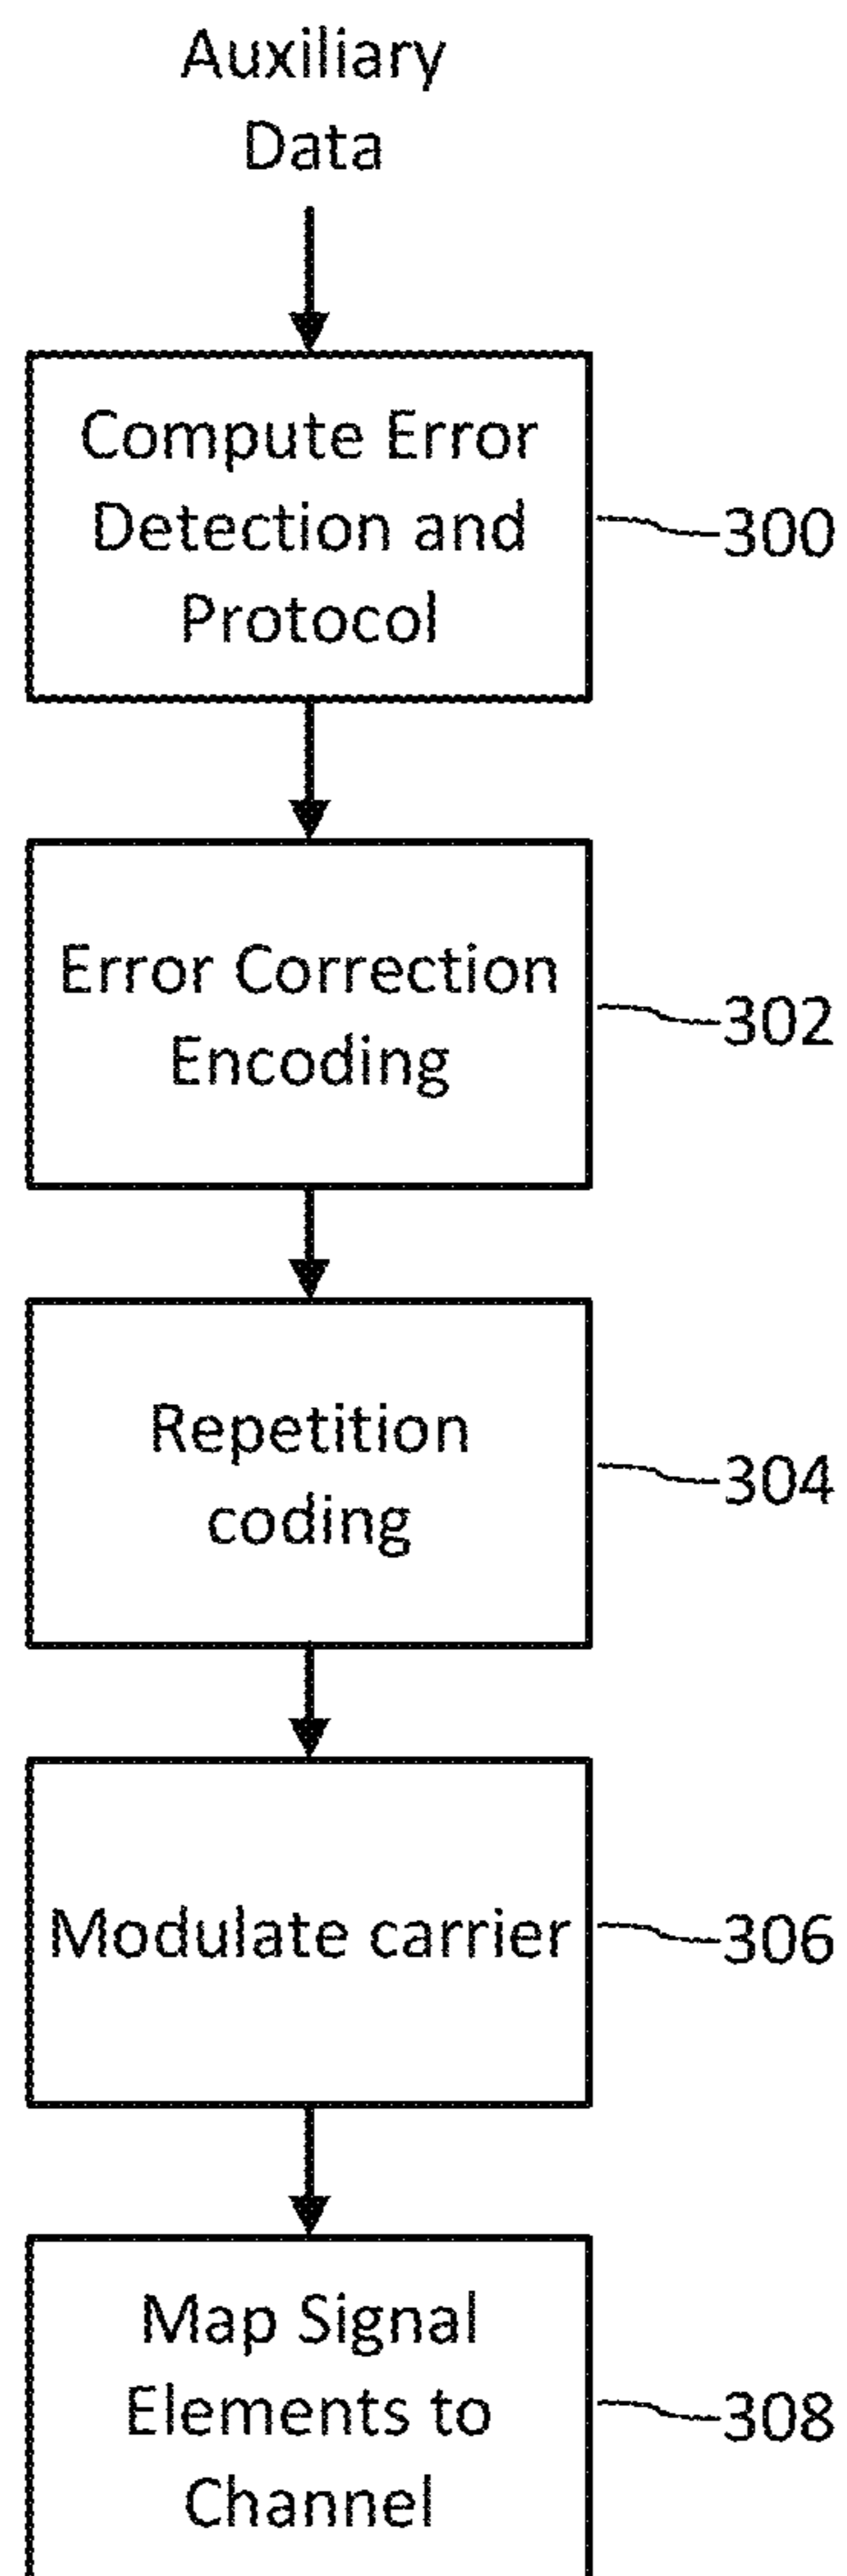 Auxiliary
Data
Compute Error
Detection and
Protocol
300
Error Correction
Encoding
302
Repetition
coding
304
Modulate carrier
306
Map Signal
Elements to
Channel
308